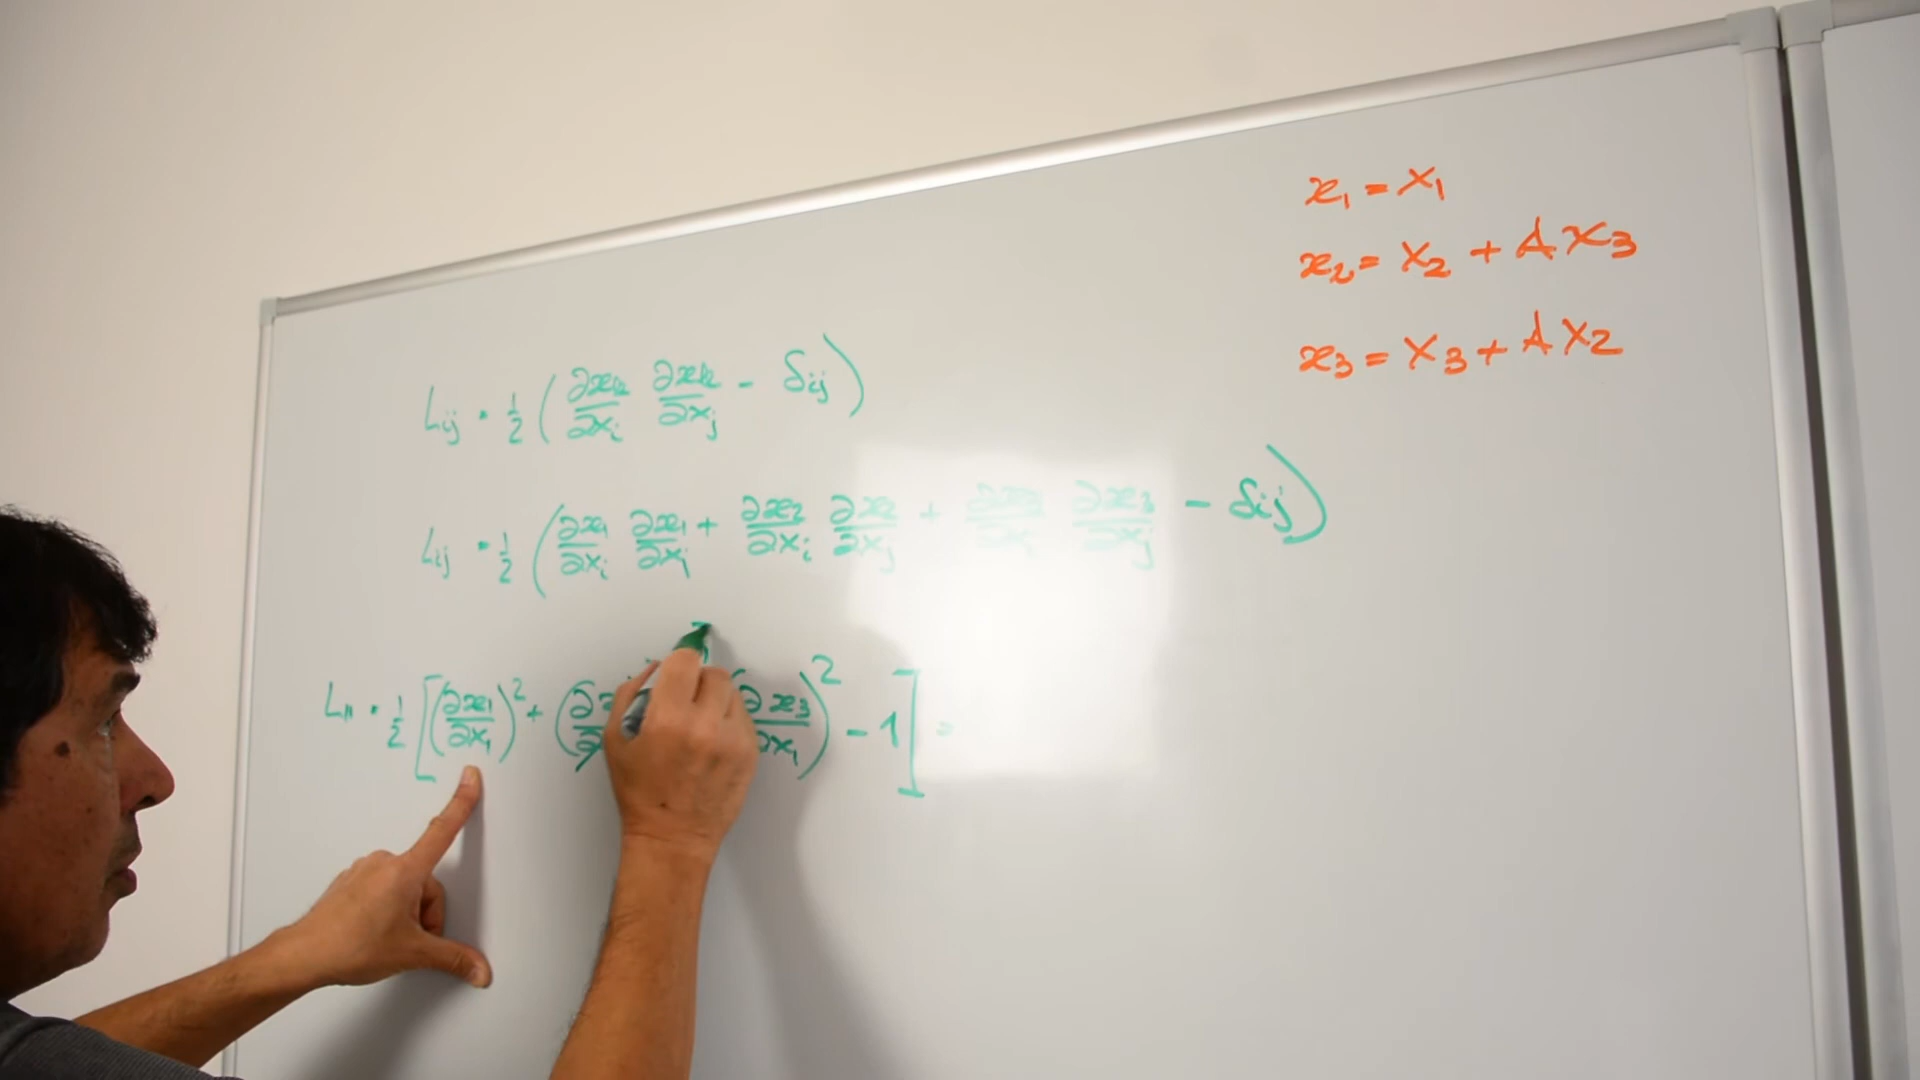 x₁ = X₁
x₂ = X₂ + A X₃
x₃ = X₃ + A X₂
Lij = 1/2 ( ∂xk/∂Xi ∂xk/∂Xj - δij )
Lij = 1/2 ( ∂x₁/∂Xi ∂x₁/∂Xj + ∂x₂/∂Xi ∂x₂/∂Xj + ∂x₃/∂Xi ∂x₃/∂Xj - δij )
L₁₁ = 1/2 [ (∂x₁/∂X₁)² + (∂ (∂x₃/∂X₁)² - 1 ] =